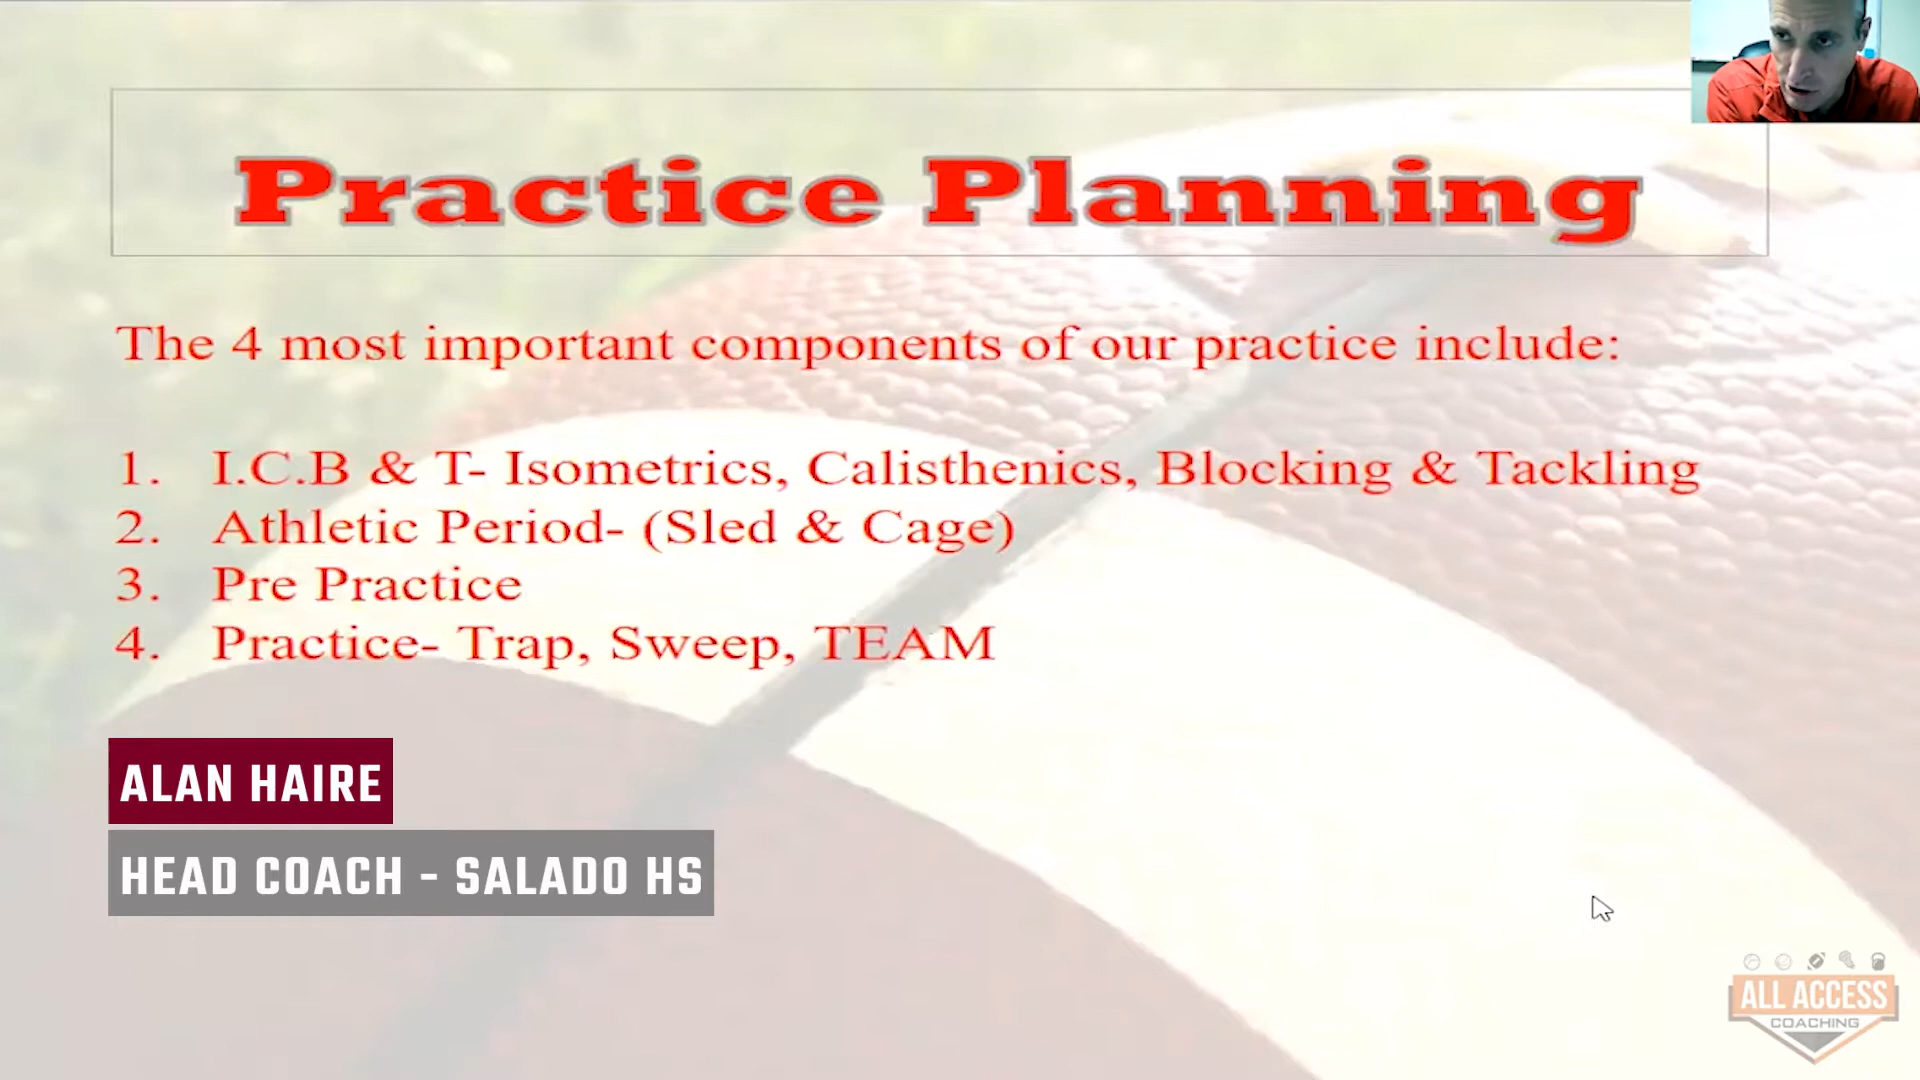 Practice Planning
The 4 most important components of our practice include:
1. I.C.B & T- Isometrics, Calisthenics, Blocking & Tackling
2. Athletic Period- (Sled & Cage)
3. Pre Practice
4. Practice- Trap, Sweep, TEAM
ALAN HAIRE
HEAD COACH - SALADO HS
ALL ACCESS
COACHING